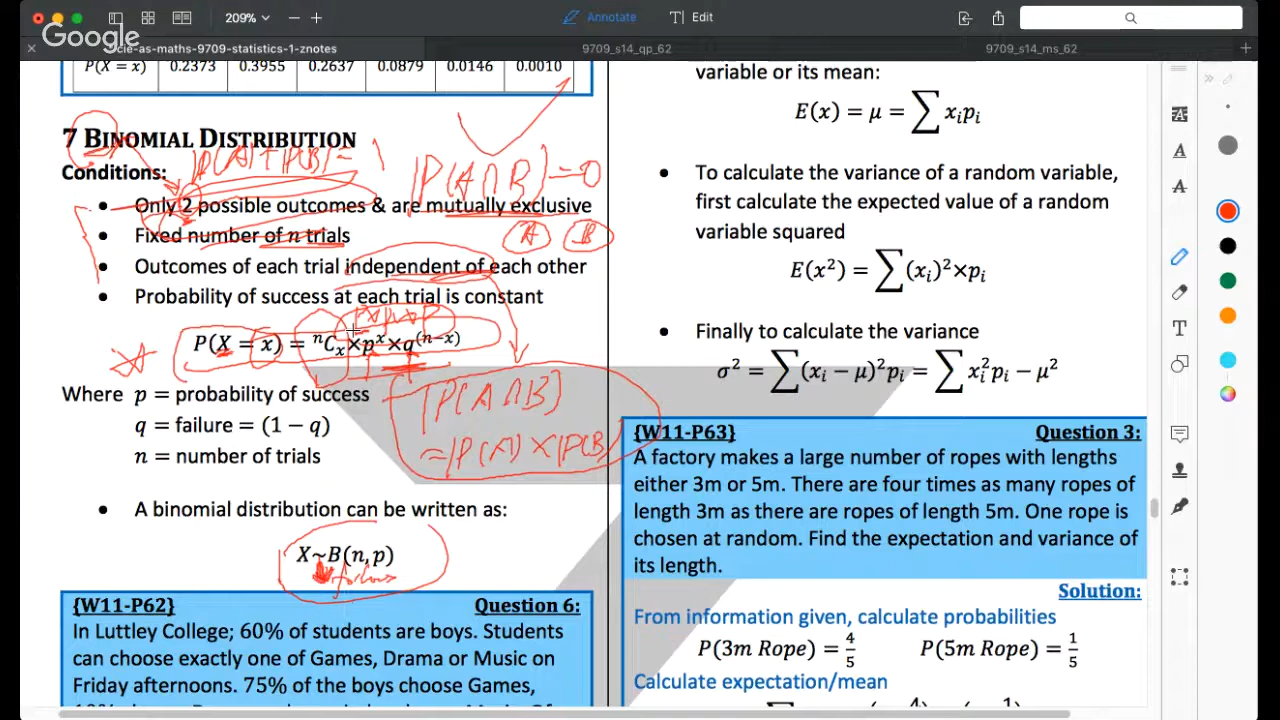 209%
Annotate
Edit
Google
cie-as-maths-9709-statistics-1-znotes
9709_s14_qp_62
9709_s14_ms_62
P(X = x) 0.2373 0.3955 0.2637 0.0879 0.0146 0.0010
P(A) + P(B) = 1
P(A∩B) = 0
7 BINOMIAL DISTRIBUTION
Conditions:
• Only 2 possible outcomes & are mutually exclusive
• Fixed number of n trials
A B
• Outcomes of each trial independent of each other
• Probability of success at each trial is constant
P(X = x) = ⁿCₓ × pˣ × q⁽ⁿ⁻ˣ⁾
Where p = probability of success
q = failure = (1 − q)
n = number of trials
P(A∩B)
= P(A) × P(B)
• A binomial distribution can be written as:
X~B(n, p)
follows
{W11-P62} Question 6:
In Luttley College; 60% of students are boys. Students
can choose exactly one of Games, Drama or Music on
Friday afternoons. 75% of the boys choose Games,
variable or its mean:
E(x) = μ = ∑ xᵢpᵢ
• To calculate the variance of a random variable,
first calculate the expected value of a random
variable squared
E(x²) = ∑(xᵢ)²×pᵢ
• Finally to calculate the variance
σ² = ∑(xᵢ − μ)²pᵢ = ∑ xᵢ²pᵢ − μ²
{W11-P63} Question 3:
A factory makes a large number of ropes with lengths
either 3m or 5m. There are four times as many ropes of
length 3m as there are ropes of length 5m. One rope is
chosen at random. Find the expectation and variance of
its length.
Solution:
From information given, calculate probabilities
P(3m Rope) = 4/5 P(5m Rope) = 1/5
Calculate expectation/mean